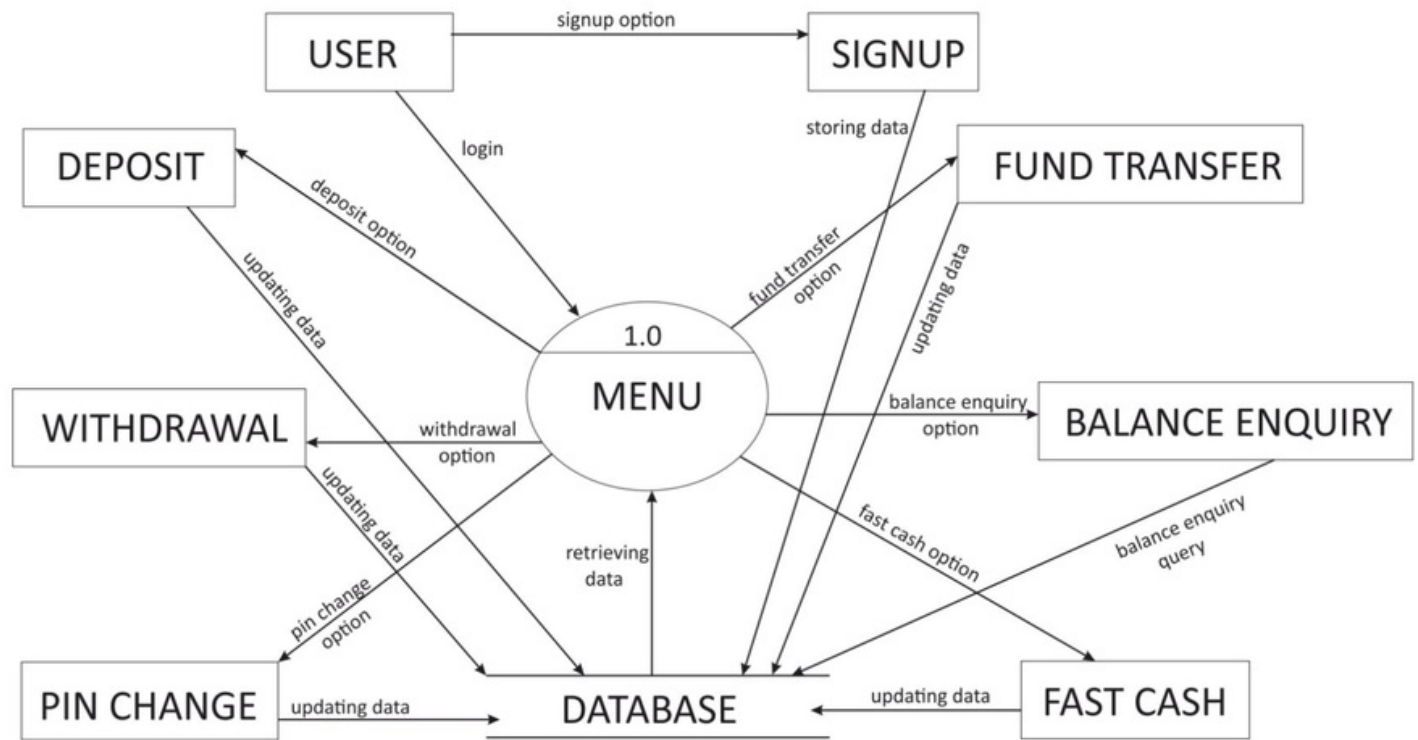 signup option
USER
SIGNUP
storing data
login
DEPOSIT
FUND TRANSFER
deposit option
fund transfer
option
updating data
updating data
1.0
MENU
WITHDRAWAL
withdrawal
option
balance enquiry
option
BALANCE ENQUIRY
updating data
retrieving
data
fast cash option
balance enquiry
query
pin change
option
PIN CHANGE
updating data
DATABASE
updating data
FAST CASH